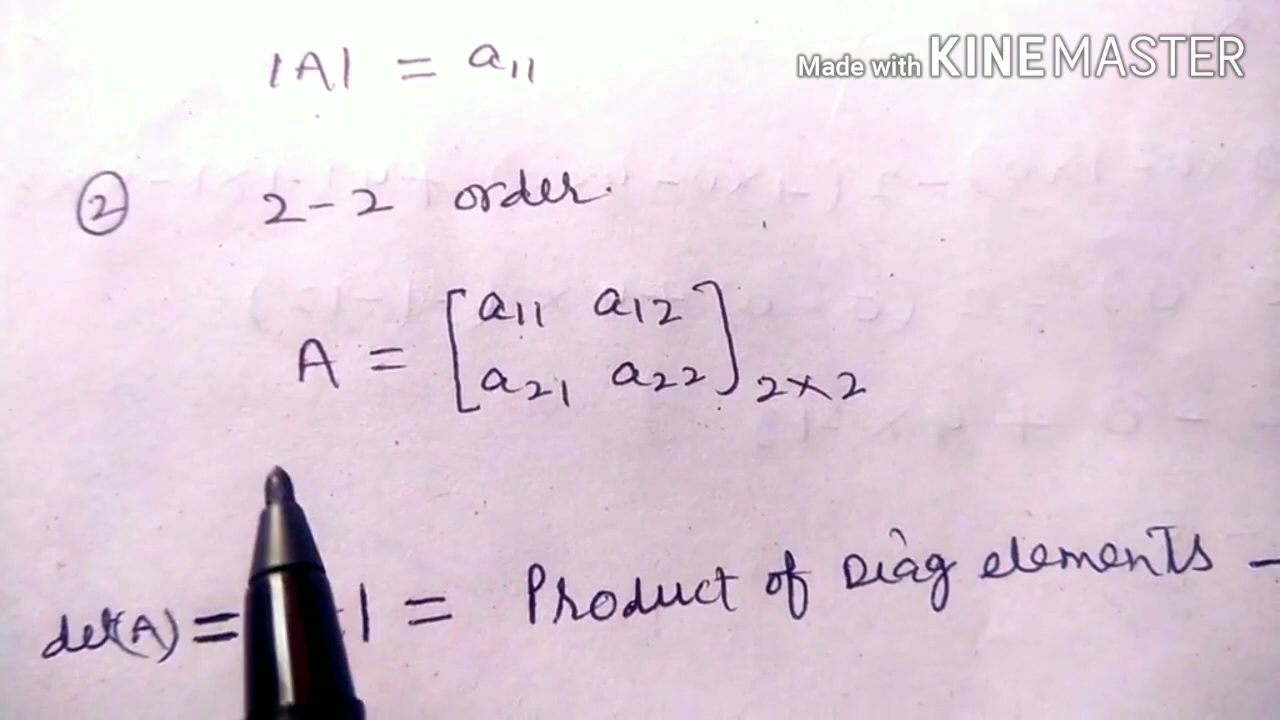 |A| = a11
Made with KINEMASTER
② 2-2 order.
A = [a11 a12
a21 a22] 2×2
det(A) = | = Product of Diag elements -